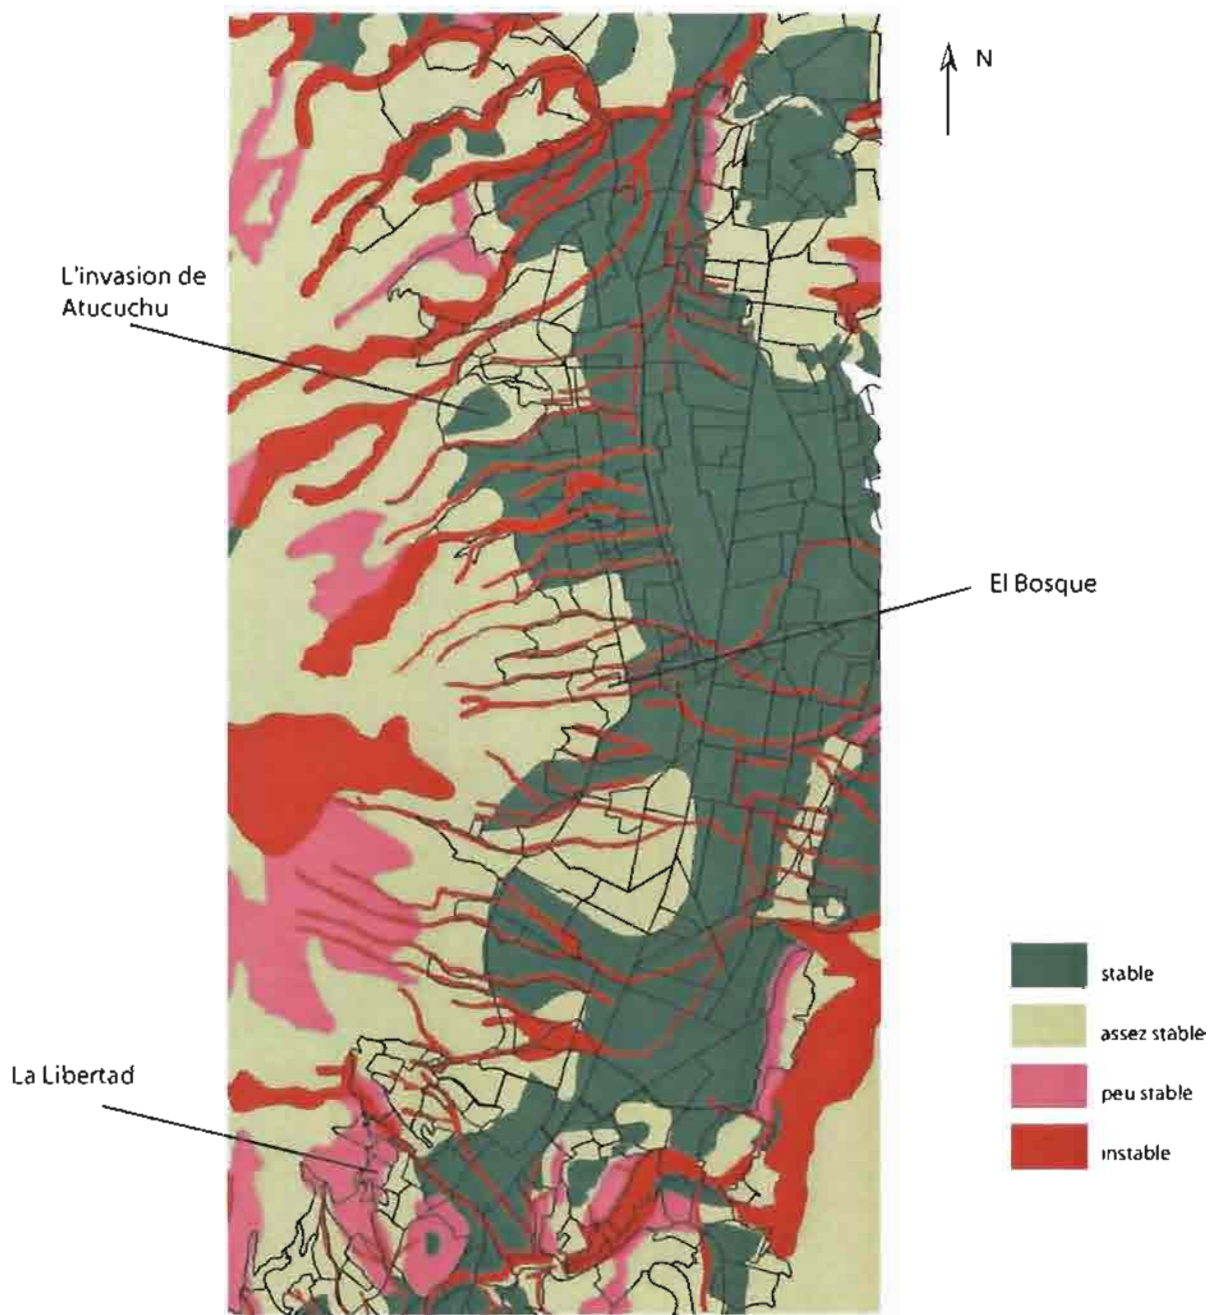 N
L'invasion de
Atucuchu
El Bosque
La Libertad
stable
assez stable
peu stable
instable